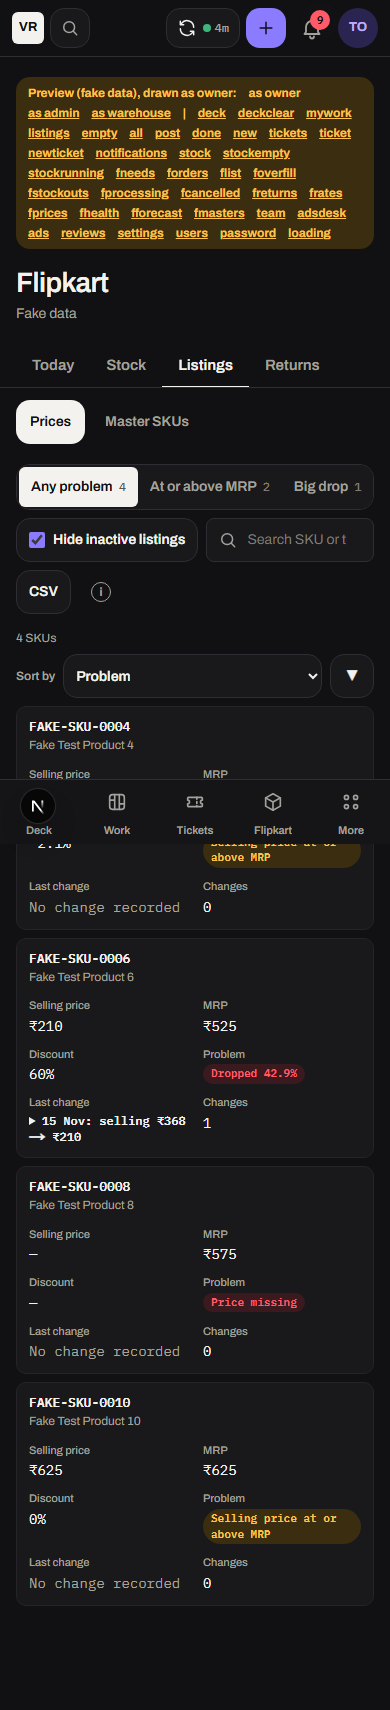 VR
4m
9
TO
Preview (fake data), drawn as owner: as owner
as admin as warehouse | deck deckclear mywork
listings empty all post done new tickets ticket
newticket notifications stock stockempty
stockrunning fneeds forders flist foverfill
fstockouts fprocessing fcancelled freturns frates
fprices fhealth fforecast fmasters team adsdesk
ads reviews settings users password loading
Flipkart
Fake data
Today Stock Listings Returns
Prices Master SKUs
Any problem 4 At or above MRP 2 Big drop 1
Hide inactive listings Search SKU or t
CSV
4 SKUs
Sort by Problem
FAKE-SKU-0004
Fake Test Product 4
Selling price MRP
N
Deck Work Tickets Flipkart More
above MRP
Last change Changes
No change recorded 0
FAKE-SKU-0006
Fake Test Product 6
Selling price MRP
₹210 ₹525
Discount Problem
60% Dropped 42.9%
Last change Changes
15 Nov: selling ₹368 1
→ ₹210
FAKE-SKU-0008
Fake Test Product 8
Selling price MRP
— ₹575
Discount Problem
— Price missing
Last change Changes
No change recorded 0
FAKE-SKU-0010
Fake Test Product 10
Selling price MRP
₹625 ₹625
Discount Problem
0% Selling price at or
above MRP
Last change Changes
No change recorded 0